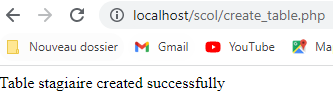 localhost/scol/create_table.php
Nouveau dossier Gmail YouTube Ma
Table stagiaire created successfully